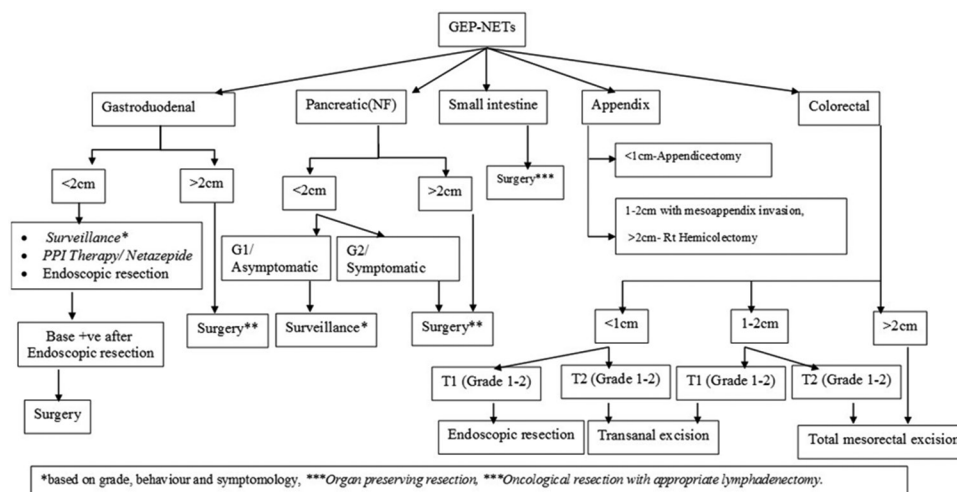 GEP-NETs
Gastroduodenal
Pancreatic(NF)
Small intestine
Appendix
Colorectal
<2cm
>2cm
<2cm
>2cm
Surgery***
<1cm-Appendicectomy
1-2cm with mesoappendix invasion,
>2cm- Rt Hemicolectomy
• Surveillance*
• PPI Therapy/ Netazepide
• Endoscopic resection
G1/
Asymptomatic
G2/
Symptomatic
Base +ve after
Endoscopic resection
Surgery**
Surveillance*
Surgery**
<1cm
1-2cm
>2cm
T1 (Grade 1-2)
T2 (Grade 1-2)
T1 (Grade 1-2)
T2 (Grade 1-2)
Surgery
Endoscopic resection
Transanal excision
Total mesorectal excision
*based on grade, behaviour and symptomology, ***Organ preserving resection, ***Oncological resection with appropriate lymphadenectomy.